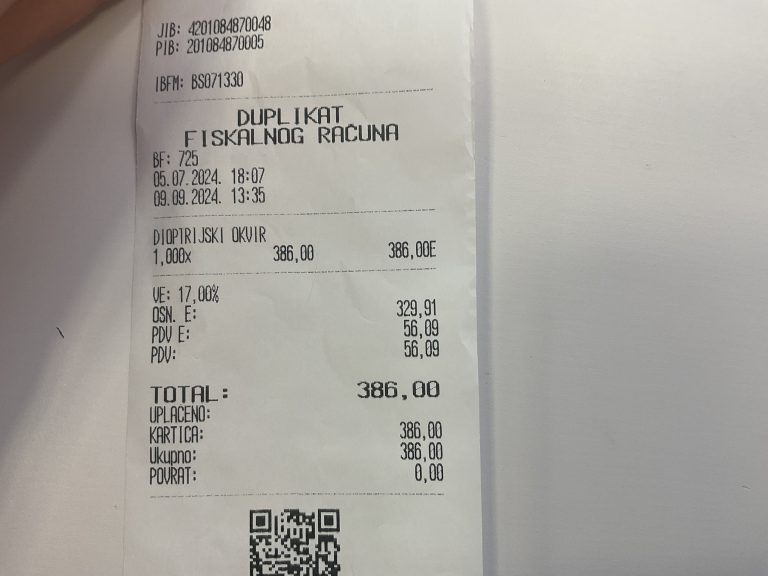 JIB: 4201084870048
PIB: 201084870005
IBFM: BS071330
DUPLIKAT
FISKALNOG RAČUNA
BF: 725
05.07.2024. 18:07
09.09.2024. 13:35
DIOPTRIJSKI OKVIR
1,000x 386,00 386,00E
VE: 17,00%
OSN. E: 329,91
PDV E: 56,09
PDV: 56,09
TOTAL: 386,00
UPLAĆENO:
KARTICA: 386,00
Ukupno: 386,00
POVRAT: 0,00